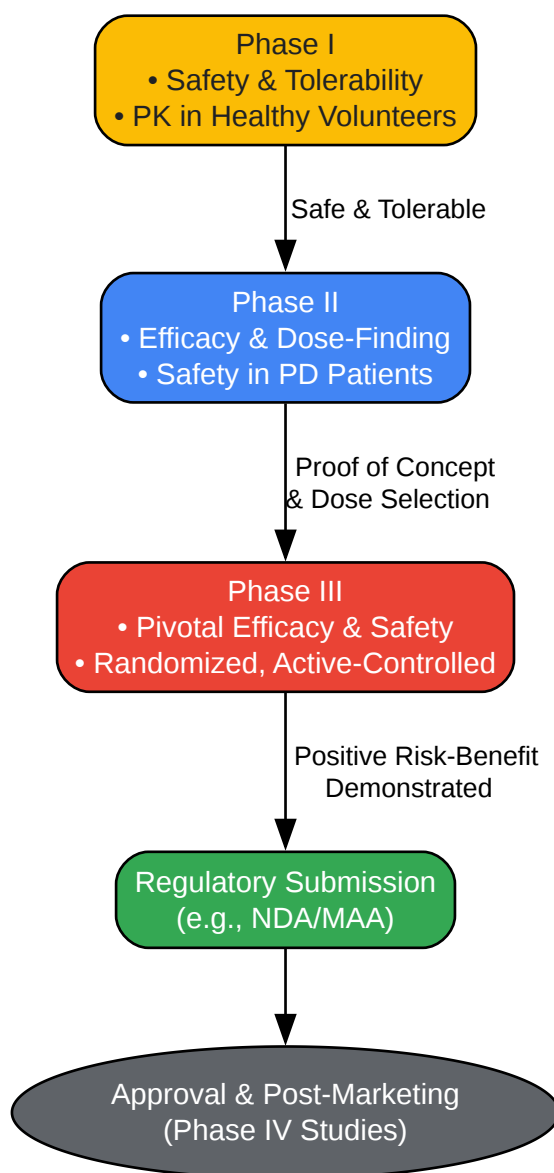 Phase I
• Safety & Tolerability
• PK in Healthy Volunteers
Safe & Tolerable
Phase II
• Efficacy & Dose-Finding
• Safety in PD Patients
Proof of Concept
& Dose Selection
Phase III
• Pivotal Efficacy & Safety
• Randomized, Active-Controlled
Positive Risk-Benefit
Demonstrated
Regulatory Submission
(e.g., NDA/MAA)
Approval & Post-Marketing
(Phase IV Studies)